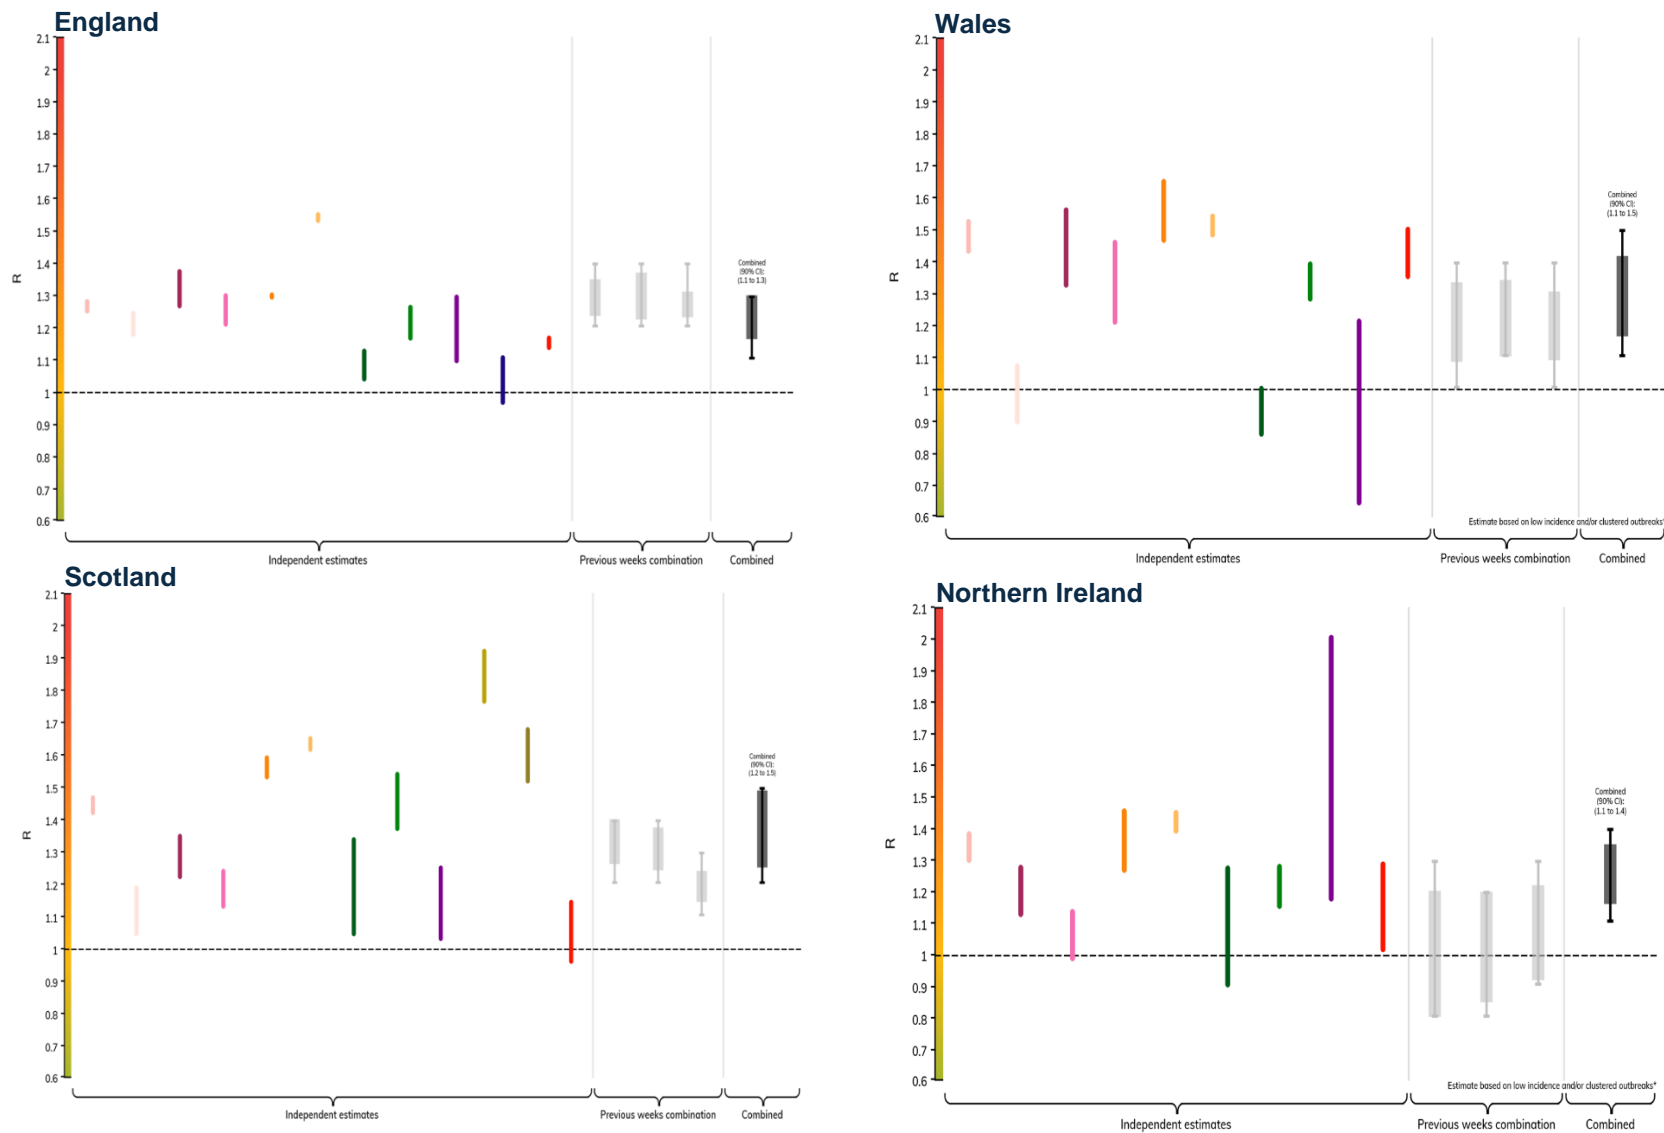 England
2.1
2
1.9
1.8
1.7
1.6
1.5
1.4
1.3
1.2
1.1
1
0.9
0.8
0.7
0.6
R
Combined
(90% CI):
(1.1 to 1.3)
Independent estimates
Previous weeks combination
Combined
Wales
2.1
2
1.9
1.8
1.7
1.6
1.5
1.4
1.3
1.2
1.1
1
0.9
0.8
0.7
0.6
R
Combined
(90% CI):
(1.1 to 1.5)
Estimate based on low incidence and/or clustered outbreaks*
Independent estimates
Previous weeks combination
Combined
Scotland
2.1
2
1.9
1.8
1.7
1.6
1.5
1.4
1.3
1.2
1.1
1
0.9
0.8
0.7
0.6
R
Combined
(90% CI):
(1.2 to 1.5)
Independent estimates
Previous weeks combination
Combined
Northern Ireland
2.1
2
1.9
1.8
1.7
1.6
1.5
1.4
1.3
1.2
1.1
1
0.9
0.8
0.7
0.6
R
Combined
(90% CI):
(1.1 to 1.4)
Estimate based on low incidence and/or clustered outbreaks*
Independent estimates
Previous weeks combination
Combined